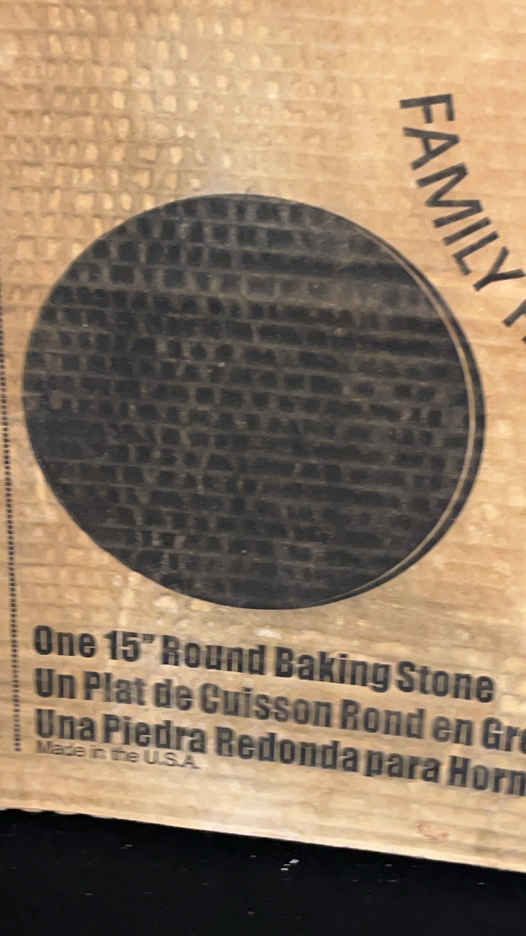 FAMILY
One 15" Round Baking Stone
Un Plat de Cuisson Rond en
Una Piedra Redonda para
Made in the U.S.A.